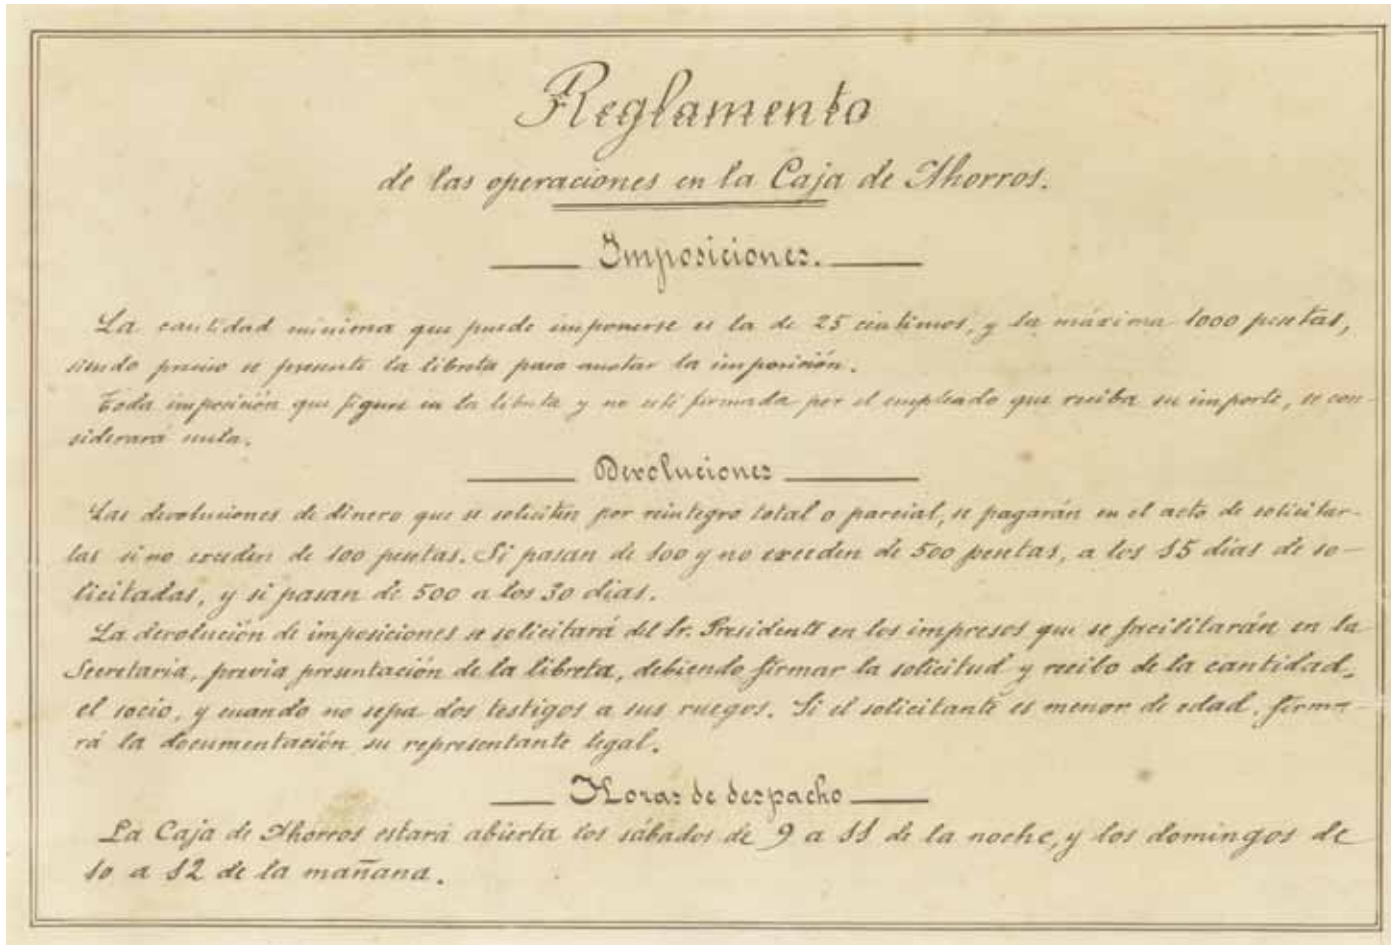 Reglamento
de las operaciones en la Caja de Ahorros.
Imposiciones.
La cantidad mínima que puede imponerse es la de 25 céntimos, y la máxima 1000 pesetas,
siendo preciso se presente la libreta para anotar la imposición.
Toda imposición que figure en la libreta y no esté firmada por el empleado que reciba su importe, se con-
siderará nula.
Devoluciones
Las devoluciones de dinero que se soliciten por reintegro total o parcial, se pagarán en el acto de solicitar-
las si no exceden de 100 pesetas. Si pasan de 100 y no exceden de 500 pesetas, a los 15 días de so-
licitadas, y si pasan de 500 a los 30 días.
La devolución de imposiciones se solicitará del Sr. Presidente en los impresos que se facilitarán en la
Secretaria, previa presentación de la libreta, debiendo firmar la solicitud y recibo de la cantidad,
el socio, y cuando no sepa dos testigos a sus ruegos. Si el solicitante es menor de edad, firma-
rá la documentación su representante legal.
Horas de despacho
La Caja de Ahorros estará abierta los sábados de 9 a 11 de la noche, y los domingos de
10 a 12 de la mañana.